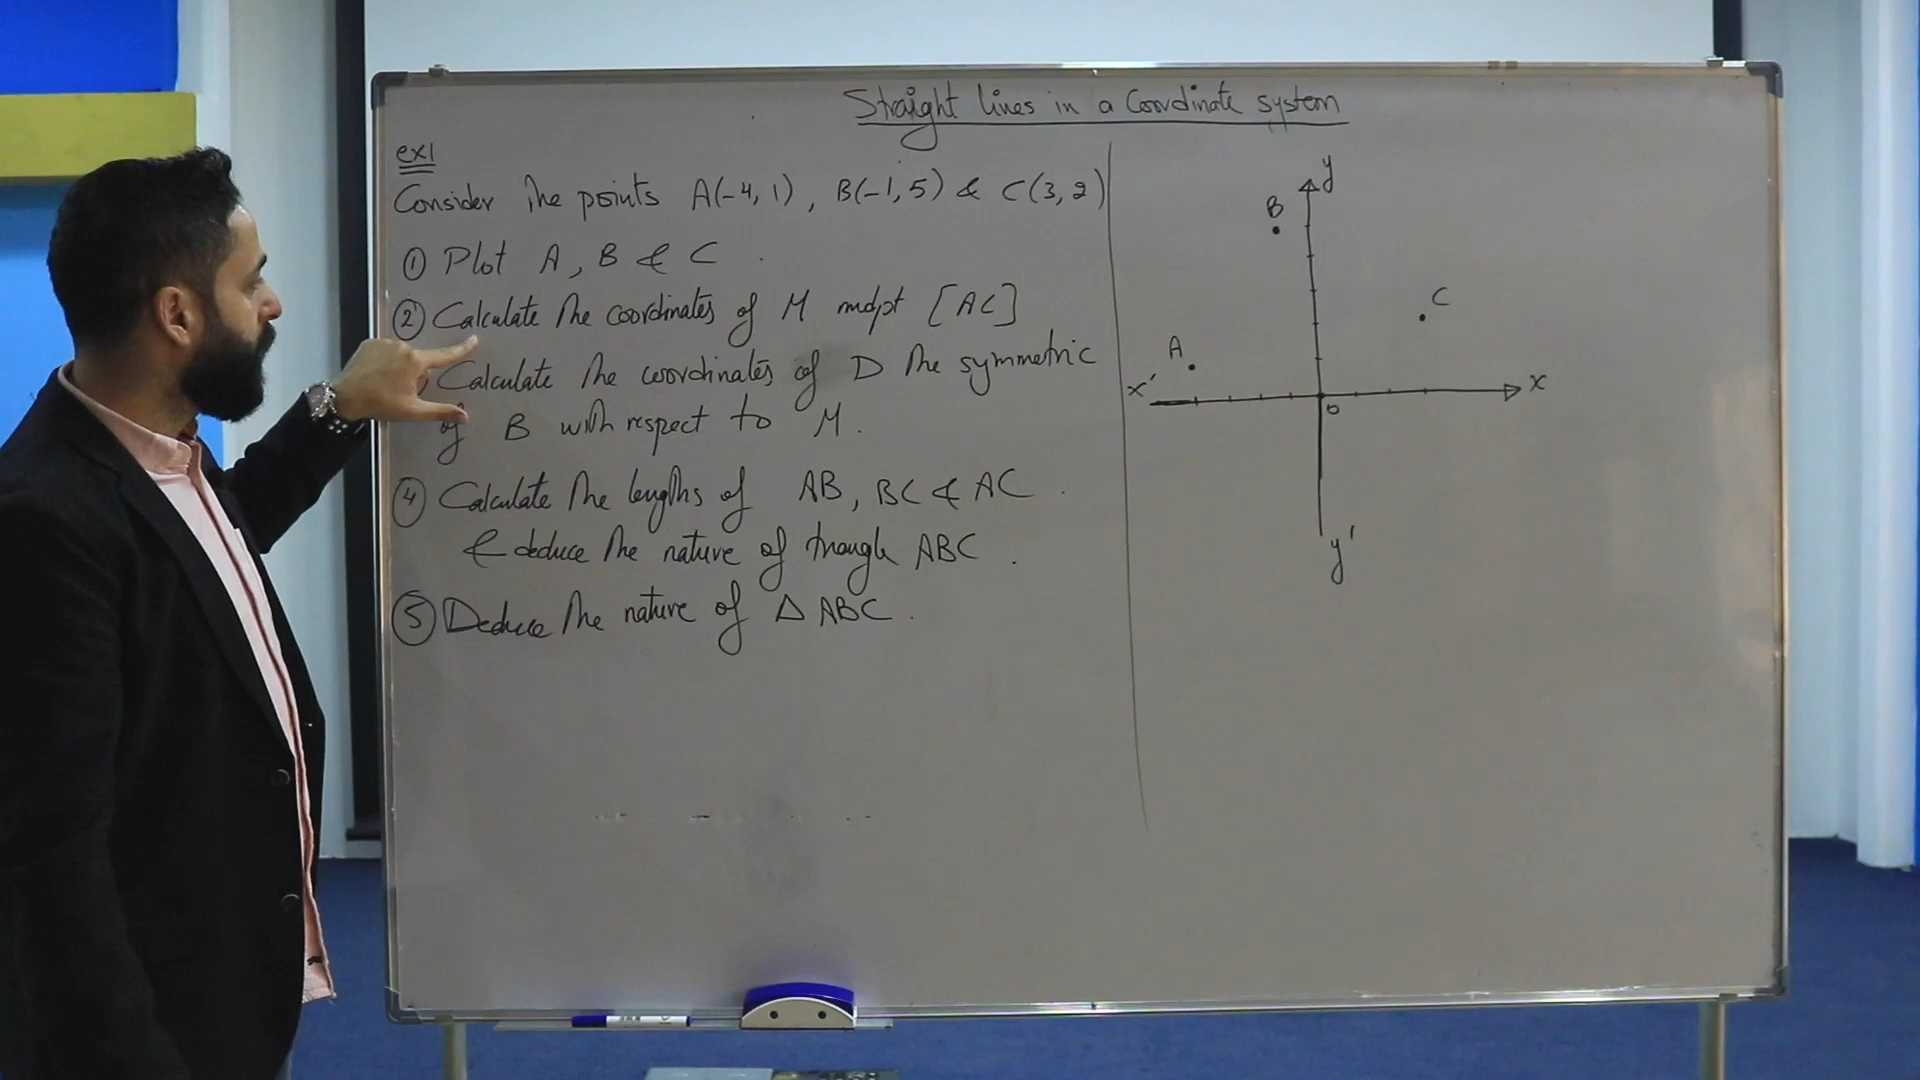 Straight lines in a Coordinate system
ex1
Consider the points A(-4, 1), B(-1, 5) & C(3, 2)
① Plot A, B & C.
② Calculate the coordinates of M mdpt [AC]
Calculate the coordinates of D the symmetric
of B with respect to M.
④ Calculate the lengths of AB, BC & AC.
& deduce the nature of triangle ABC.
⑤ Deduce the nature of △ ABC.
y
B
C
A
x'
x
o
y'